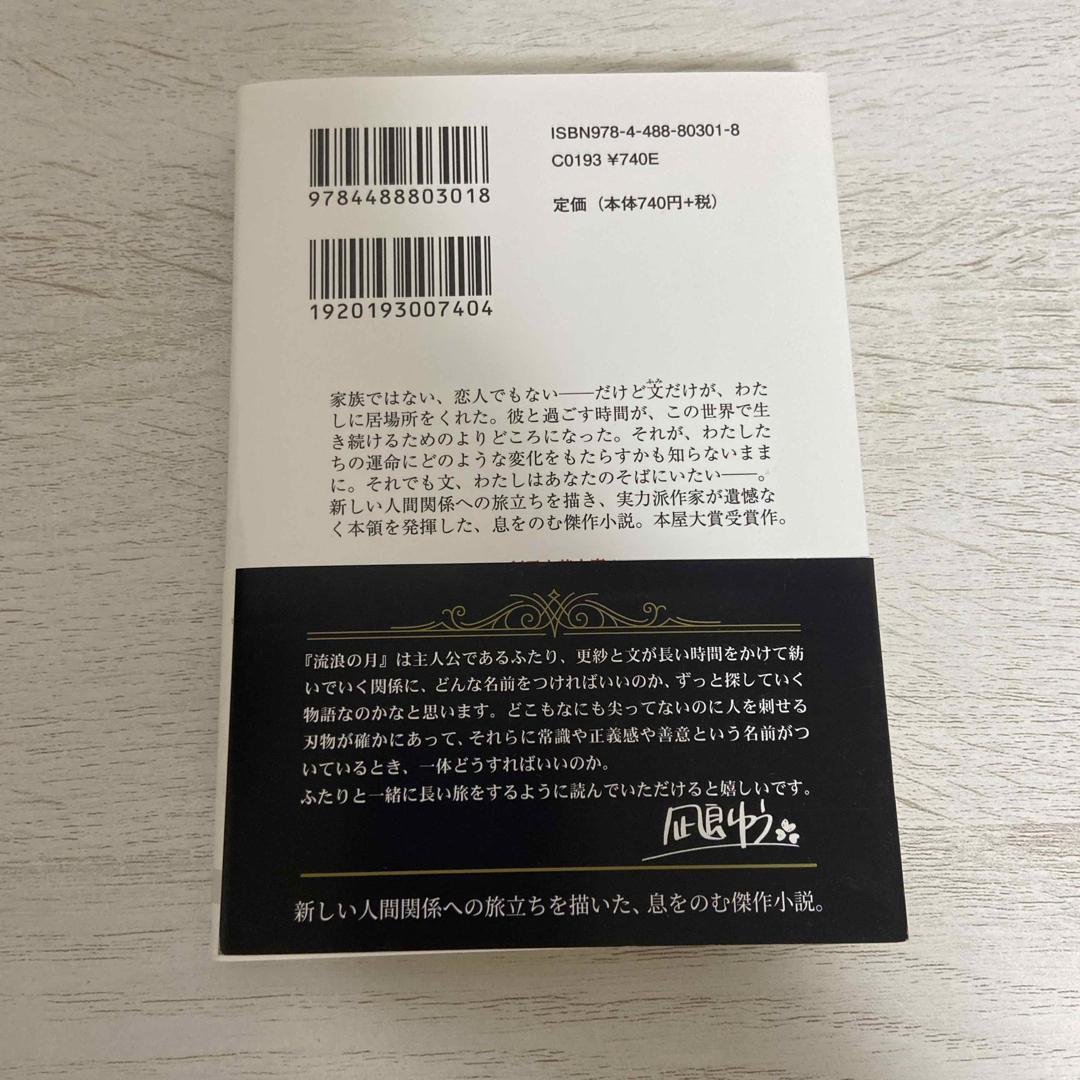 9784488803018
1920193007404
ISBN978-4-488-80301-8
C0193 ¥740E
定価（本体740円+税）
家族ではない、恋人でもない――だけど文だけが、わた
しに居場所をくれた。彼と過ごす時間が、この世界で生
き続けるためのよりどころになった。それが、わたした
ちの運命にどのような変化をもたらすかも知らないまま
に。それでも文、わたしはあなたのそばにいたい――。
新しい人間関係への旅立ちを描き、実力派作家が遺憾な
く本領を発揮した、息をのむ傑作小説。本屋大賞受賞作。
『流浪の月』は主人公であるふたり、更紗と文が長い時間をかけて紡
いでいく関係に、どんな名前をつければいいのか、ずっと探していく
物語なのかなと思います。どこもなにも尖ってないのに人を刺せる
刃物が確かにあって、それらに常識や正義感や善意という名前がつ
いているとき、一体どうすればいいのか。
ふたりと一緒に長い旅をするように読んでいただけると嬉しいです。
凪良ゆう
新しい人間関係への旅立ちを描いた、息をのむ傑作小説。